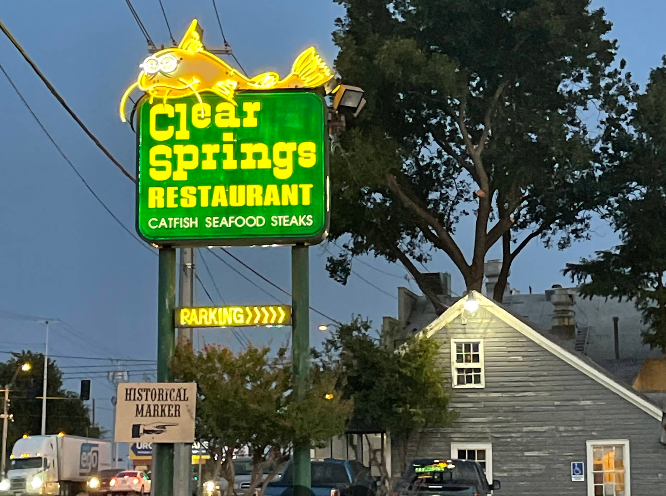 Clear
Springs
RESTAURANT
CATFISH SEAFOOD STEAKS
PARKING>>>>>
HISTORICAL
MARKER